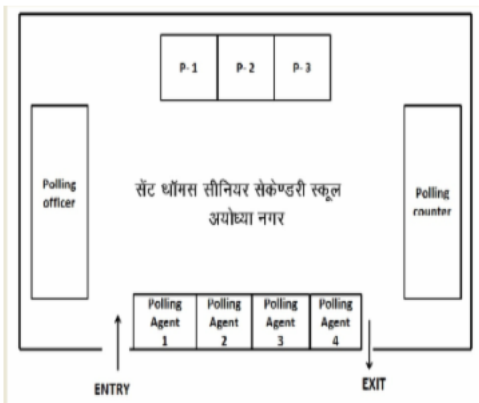 P-1 P-2 P-3
Polling
officer
सेंट थॉमस सीनियर सेकेण्डरी स्कूल
अयोध्या नगर
Polling
counter
Polling
Agent
1
Polling
Agent
2
Polling
Agent
3
Polling
Agent
4
ENTRY
EXIT